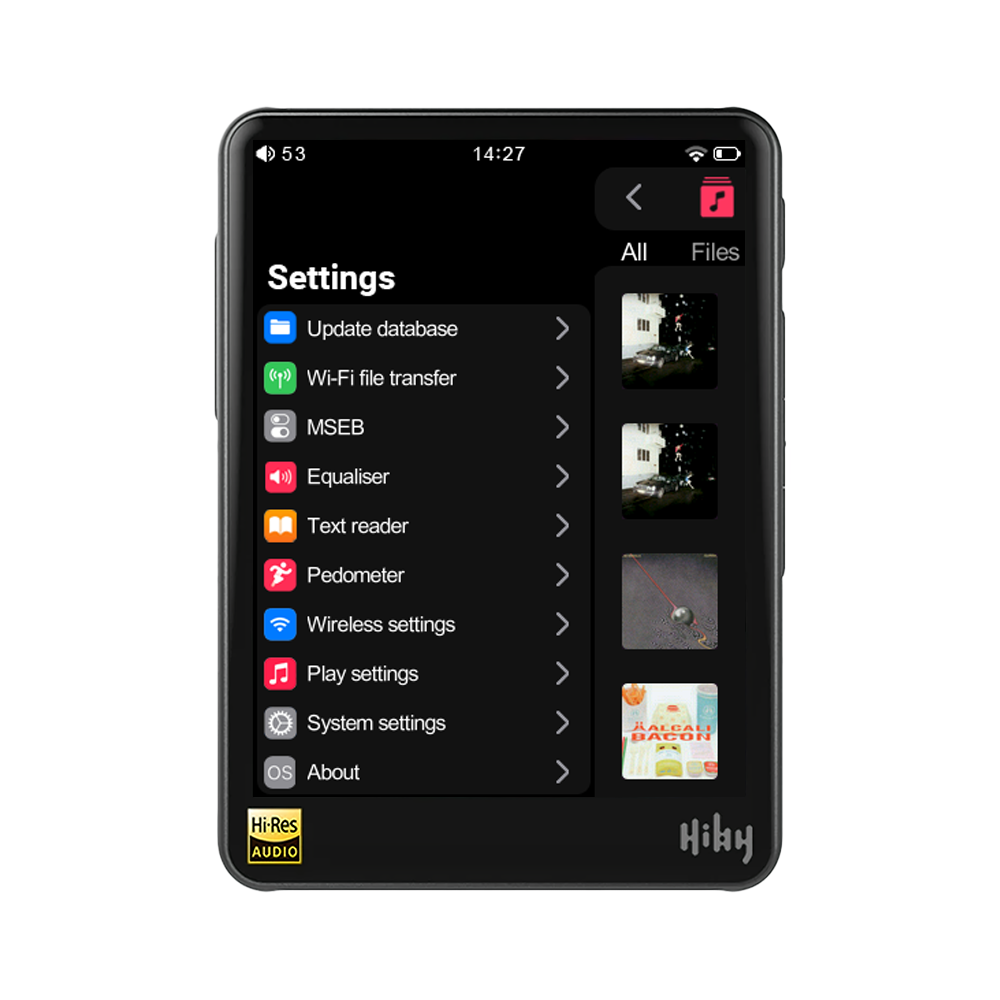 53
14:27
All
Files
Settings
Update database
Wi-Fi file transfer
MSEB
Equaliser
Text reader
Pedometer
Wireless settings
Play settings
System settings
OS
About
HALCALI
BACON
Hi-Res
AUDIO
Hiby